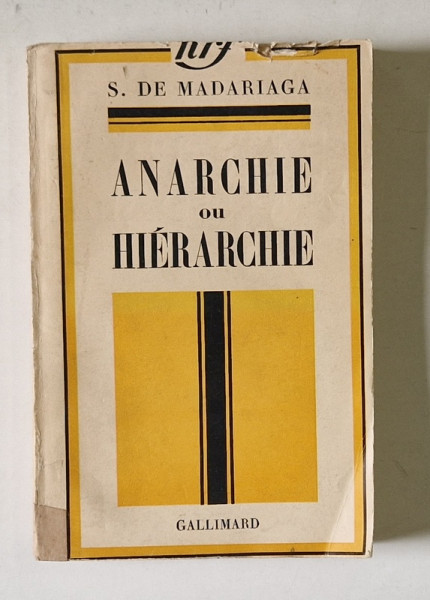 nrf
S. DE MADARIAGA
ANARCHIE
ou
HIÉRARCHIE
GALLIMARD